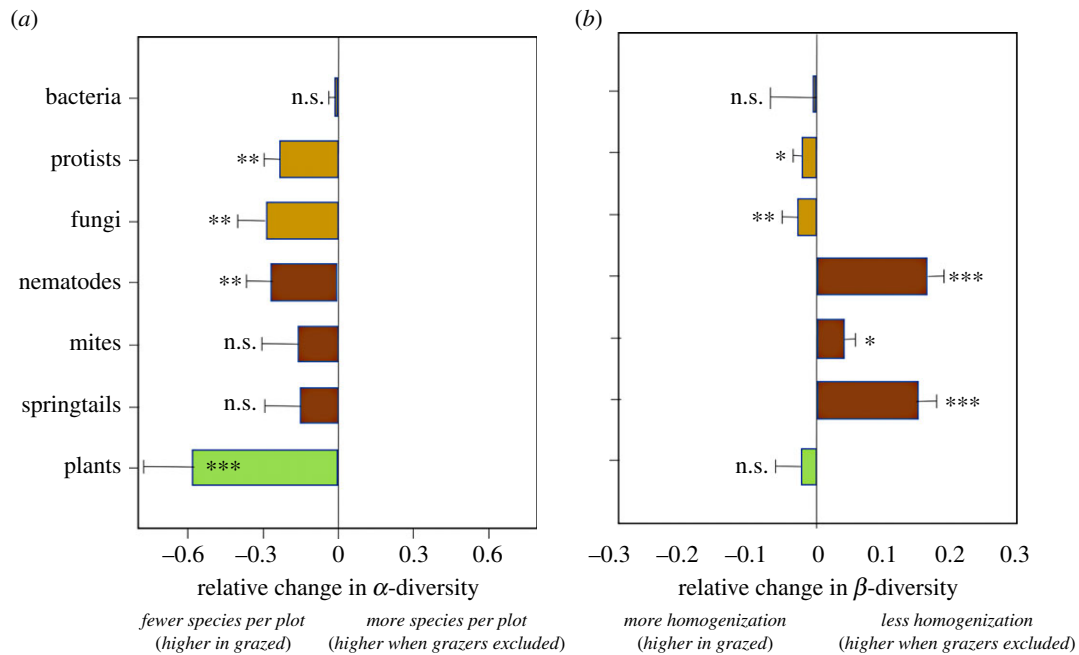 (a)
bacteria
protists
fungi
nematodes
mites
springtails
plants
n.s.
**
**
**
n.s.
n.s.
***
–0.6 –0.3 0 0.3 0.6
relative change in α-diversity
fewer species per plot
(higher in grazed)
more species per plot
(higher when grazers excluded)
(b)
n.s.
*
**
***
*
***
n.s.
–0.3 –0.2 –0.1 0 0.1 0.2 0.3
relative change in β-diversity
more homogenization
(higher in grazed)
less homogenization
(higher when grazers excluded)